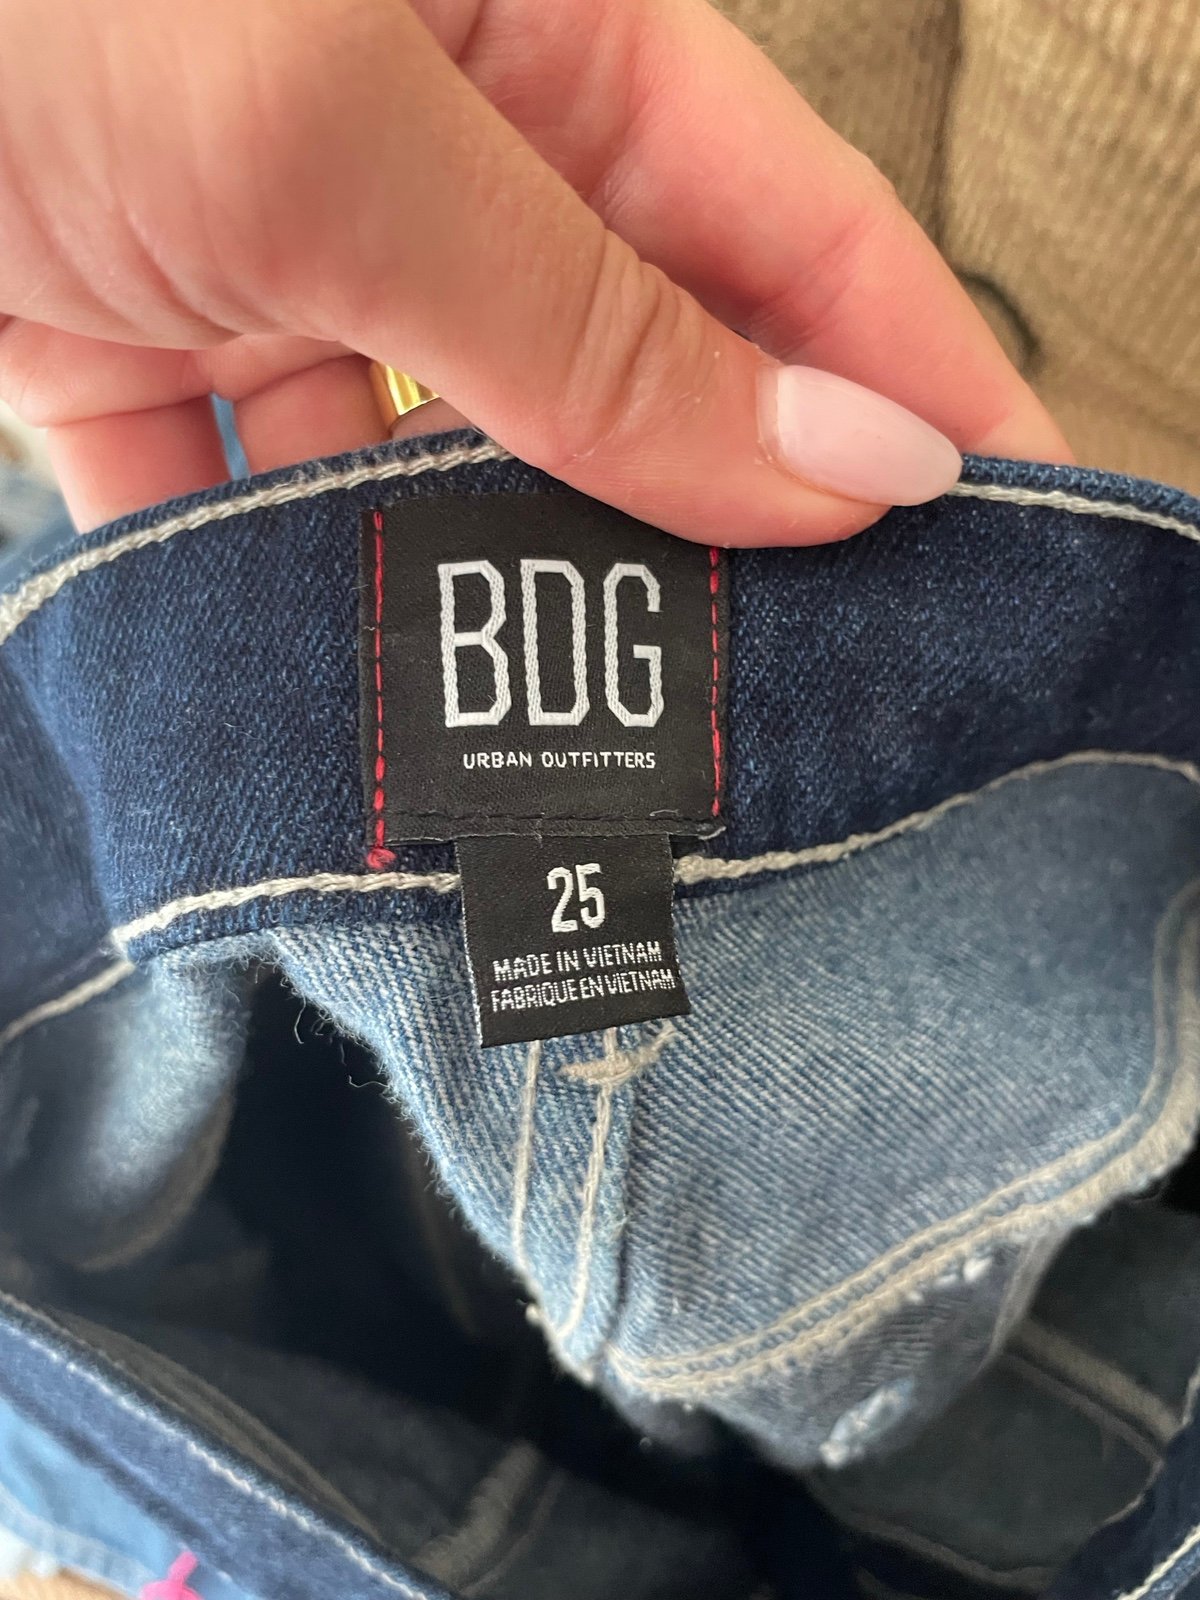 BDG
URBAN OUTFITTERS
25
MADE IN VIETNAM
FABRIQUE EN VIETNAM